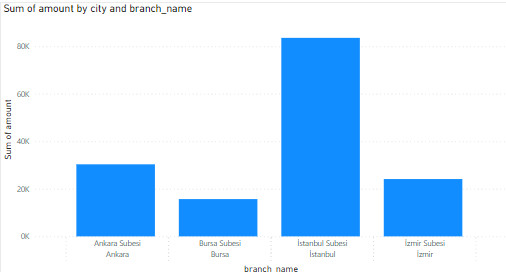 Sum of amount by city and branch_name
Sum of amount
80K
60K
40K
20K
0K
Ankara Subesi
Bursa Subesi
İstanbul Subesi
İzmir Subesi
Ankara
Bursa
İstanbul
İzmir
branch_name